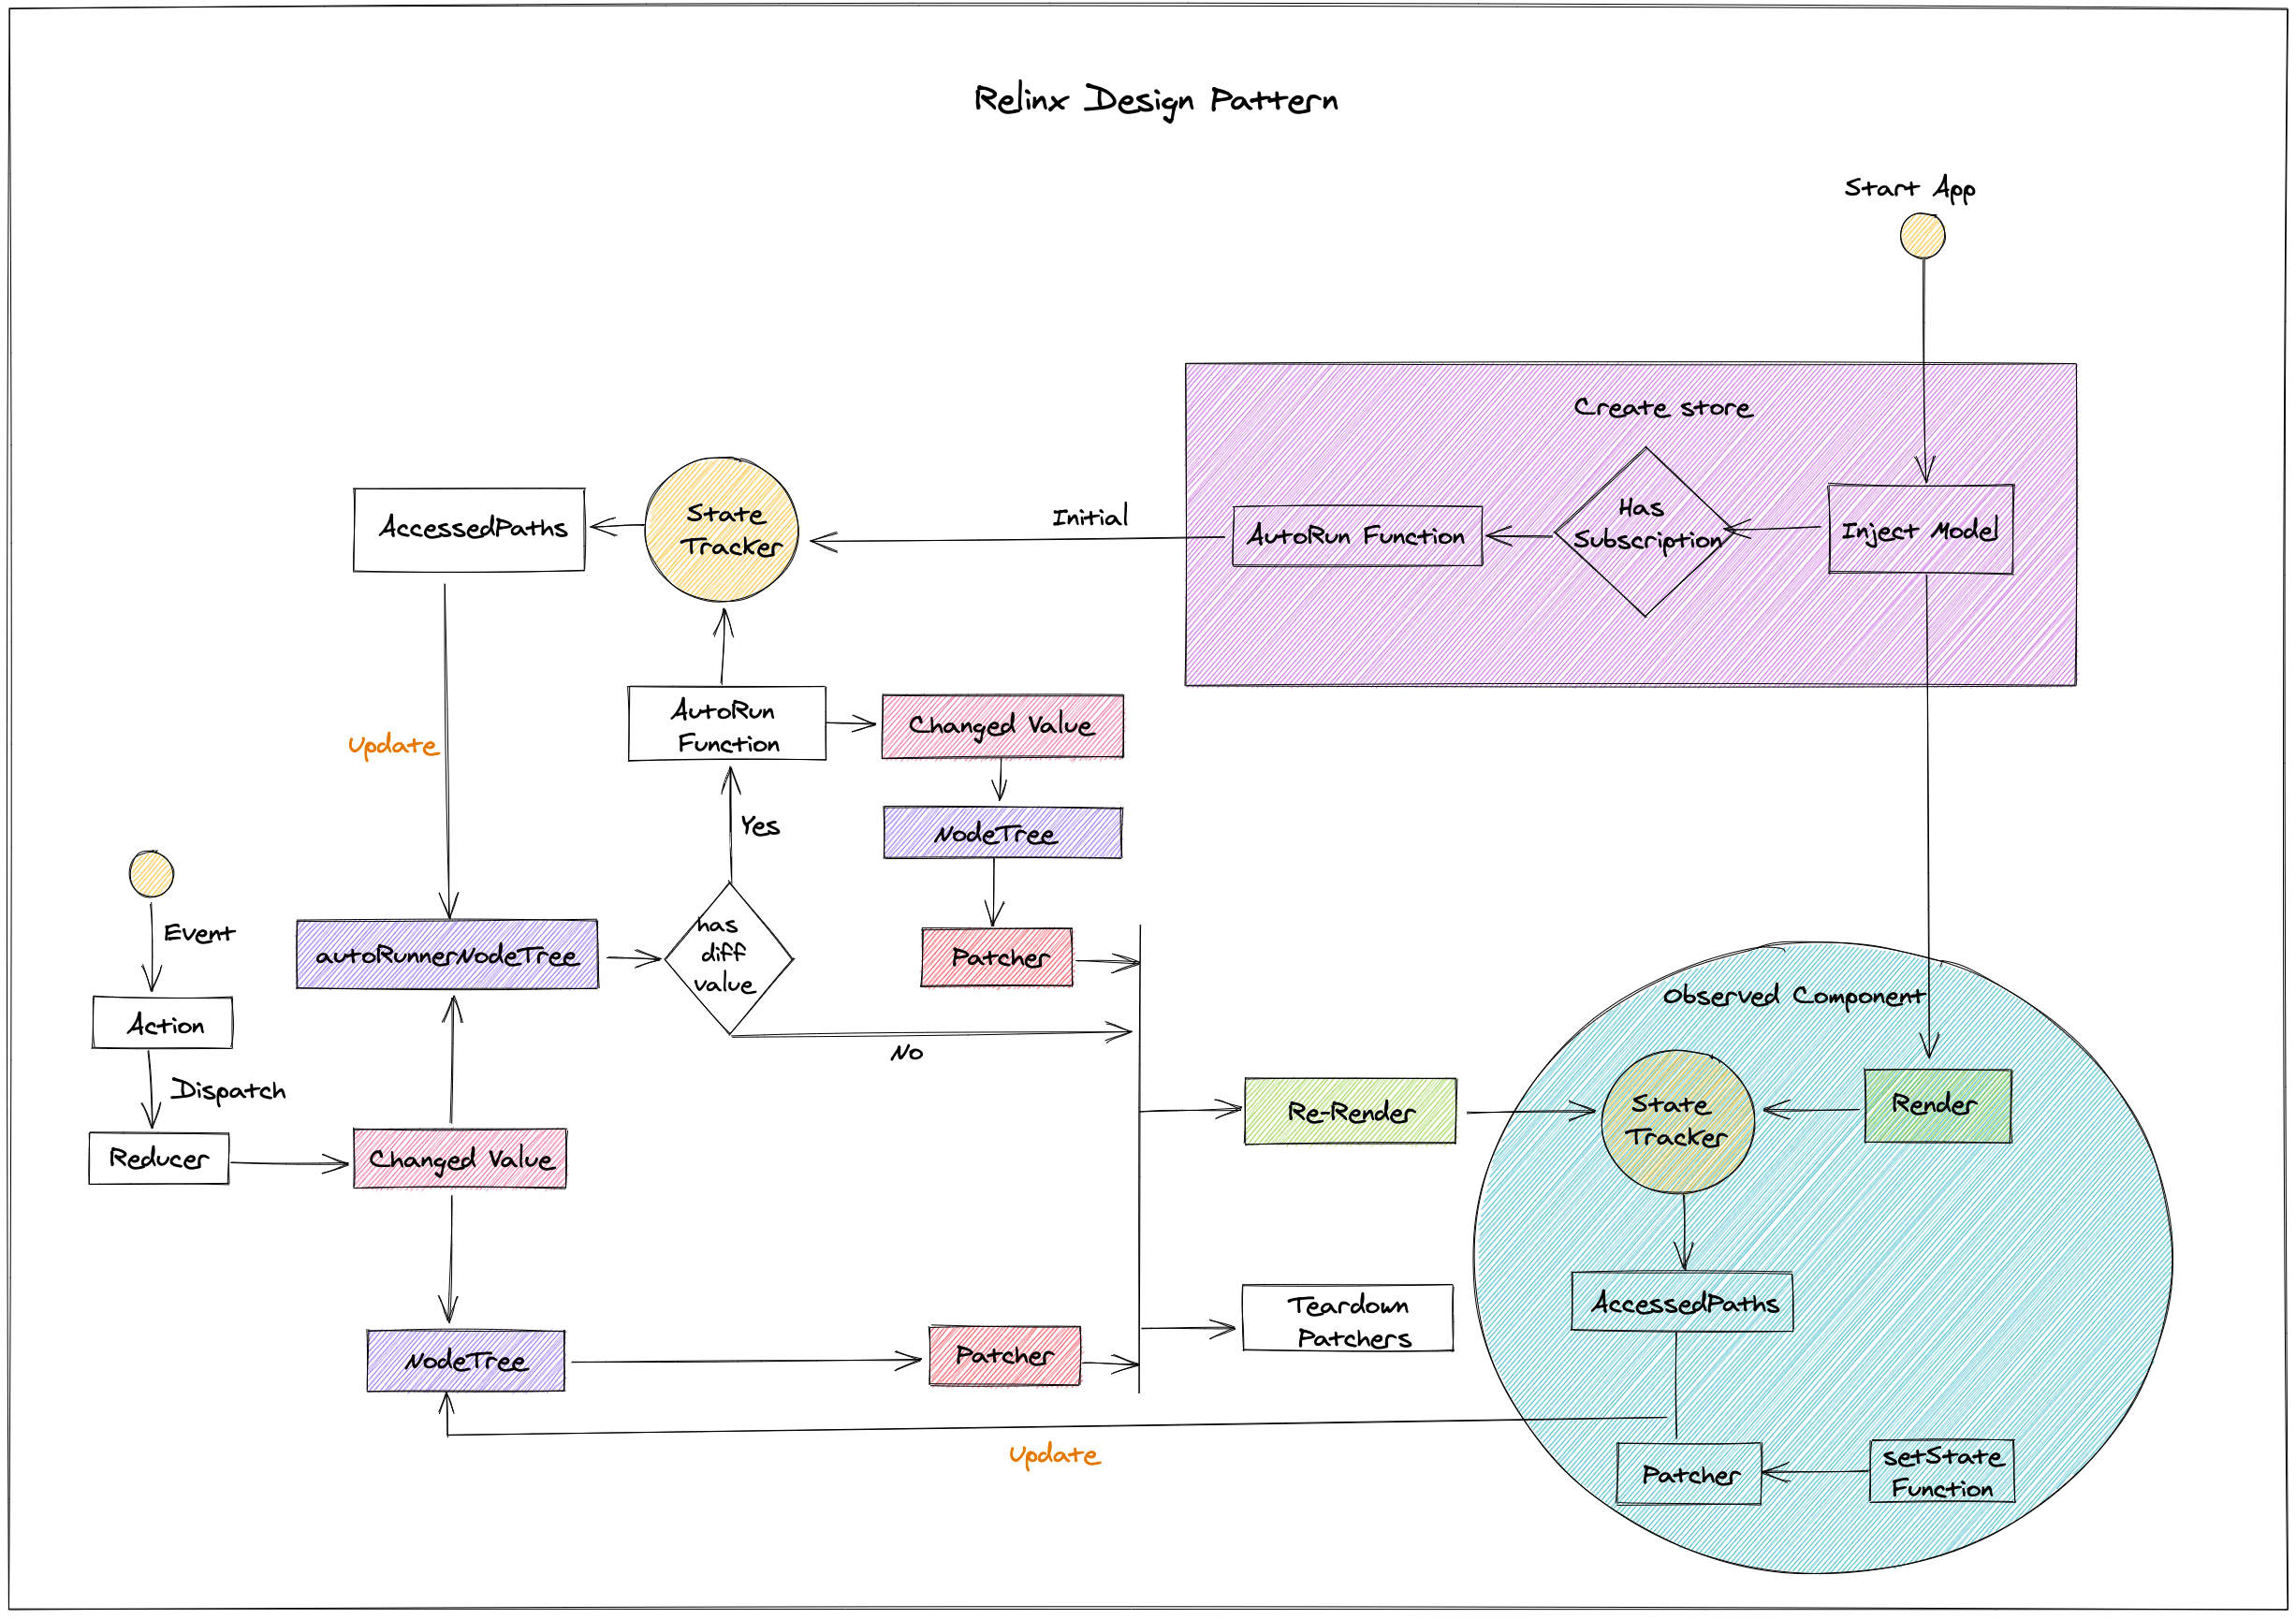 Relinx Design Pattern
Start App
Create store
Has
Subscription
Inject Model
AutoRun Function
Initial
State
Tracker
AccessedPaths
AutoRun
Function
Changed Value
Update
NodeTree
Yes
Event
autoRunnerNodeTree
has
diff
value
Patcher
Action
No
Dispatch
Reducer
Changed Value
NodeTree
Patcher
Re-Render
Teardown
Patchers
Observed Component
State
Tracker
Render
AccessedPaths
Patcher
setState
Function
Update